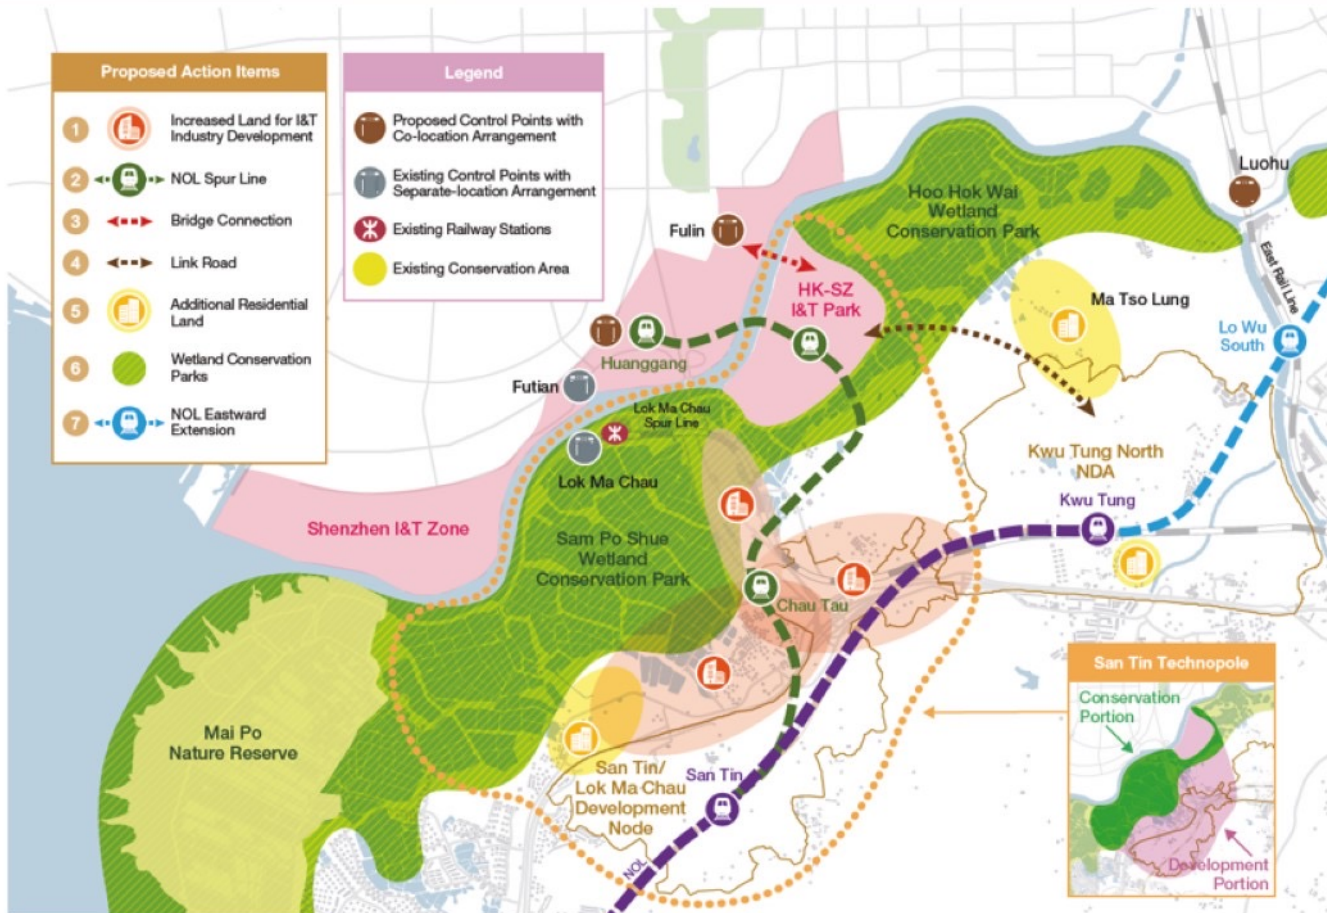 Proposed Action Items
1
Increased Land for I&T
Industry Development
2
NOL Spur Line
3
Bridge Connection
4
Link Road
5
Additional Residential
Land
6
Wetland Conservation
Parks
7
NOL Eastward
Extension
Legend
Proposed Control Points with
Co-location Arrangement
Existing Control Points with
Separate-location Arrangement
Existing Railway Stations
Existing Conservation Area
Luohu
Hoo Hok Wai
Wetland
Conservation Park
Fulin
East Rail Line
HK-SZ
I&T Park
Ma Tso Lung
Lo Wu
South
Huanggang
Futian
Lok Ma Chau
Spur Line
Lok Ma Chau
Kwu Tung North
NDA
Kwu Tung
Shenzhen I&T Zone
Sam Po Shue
Wetland
Conservation Park
Chau Tau
San Tin Technopole
Conservation
Portion
Development
Portion
Mai Po
Nature Reserve
San Tin/
Lok Ma Chau
Development
Node
San Tin
NOL